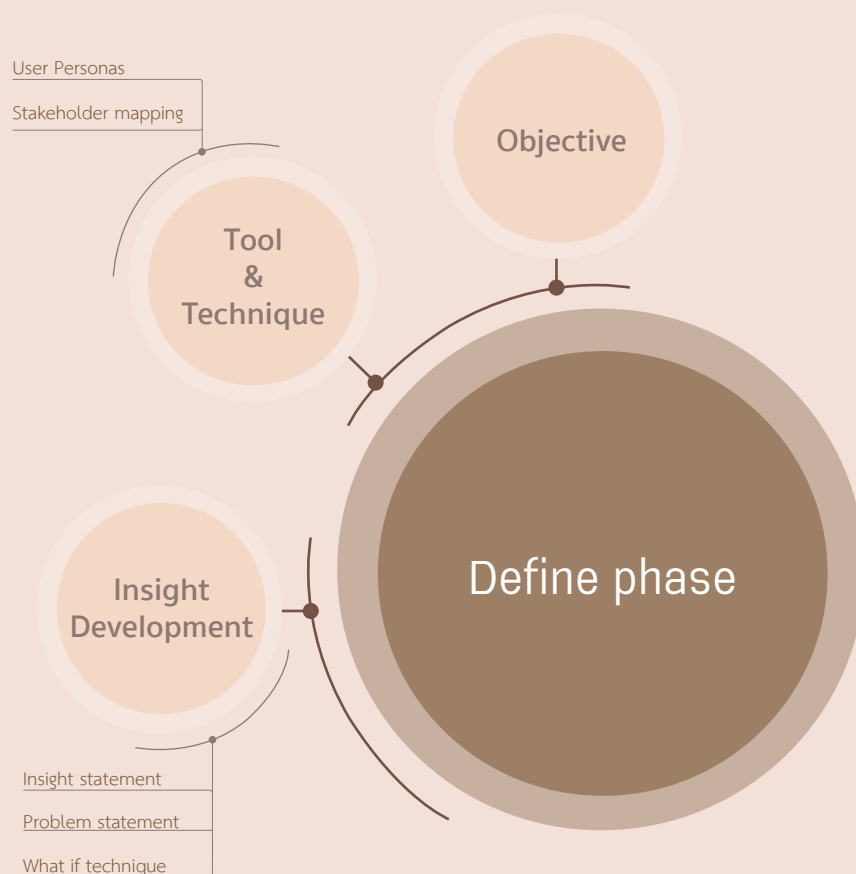 User Personas
Stakeholder mapping
Objective
Tool
&
Technique
Define phase
Insight
Development
Insight statement
Problem statement
What if technique